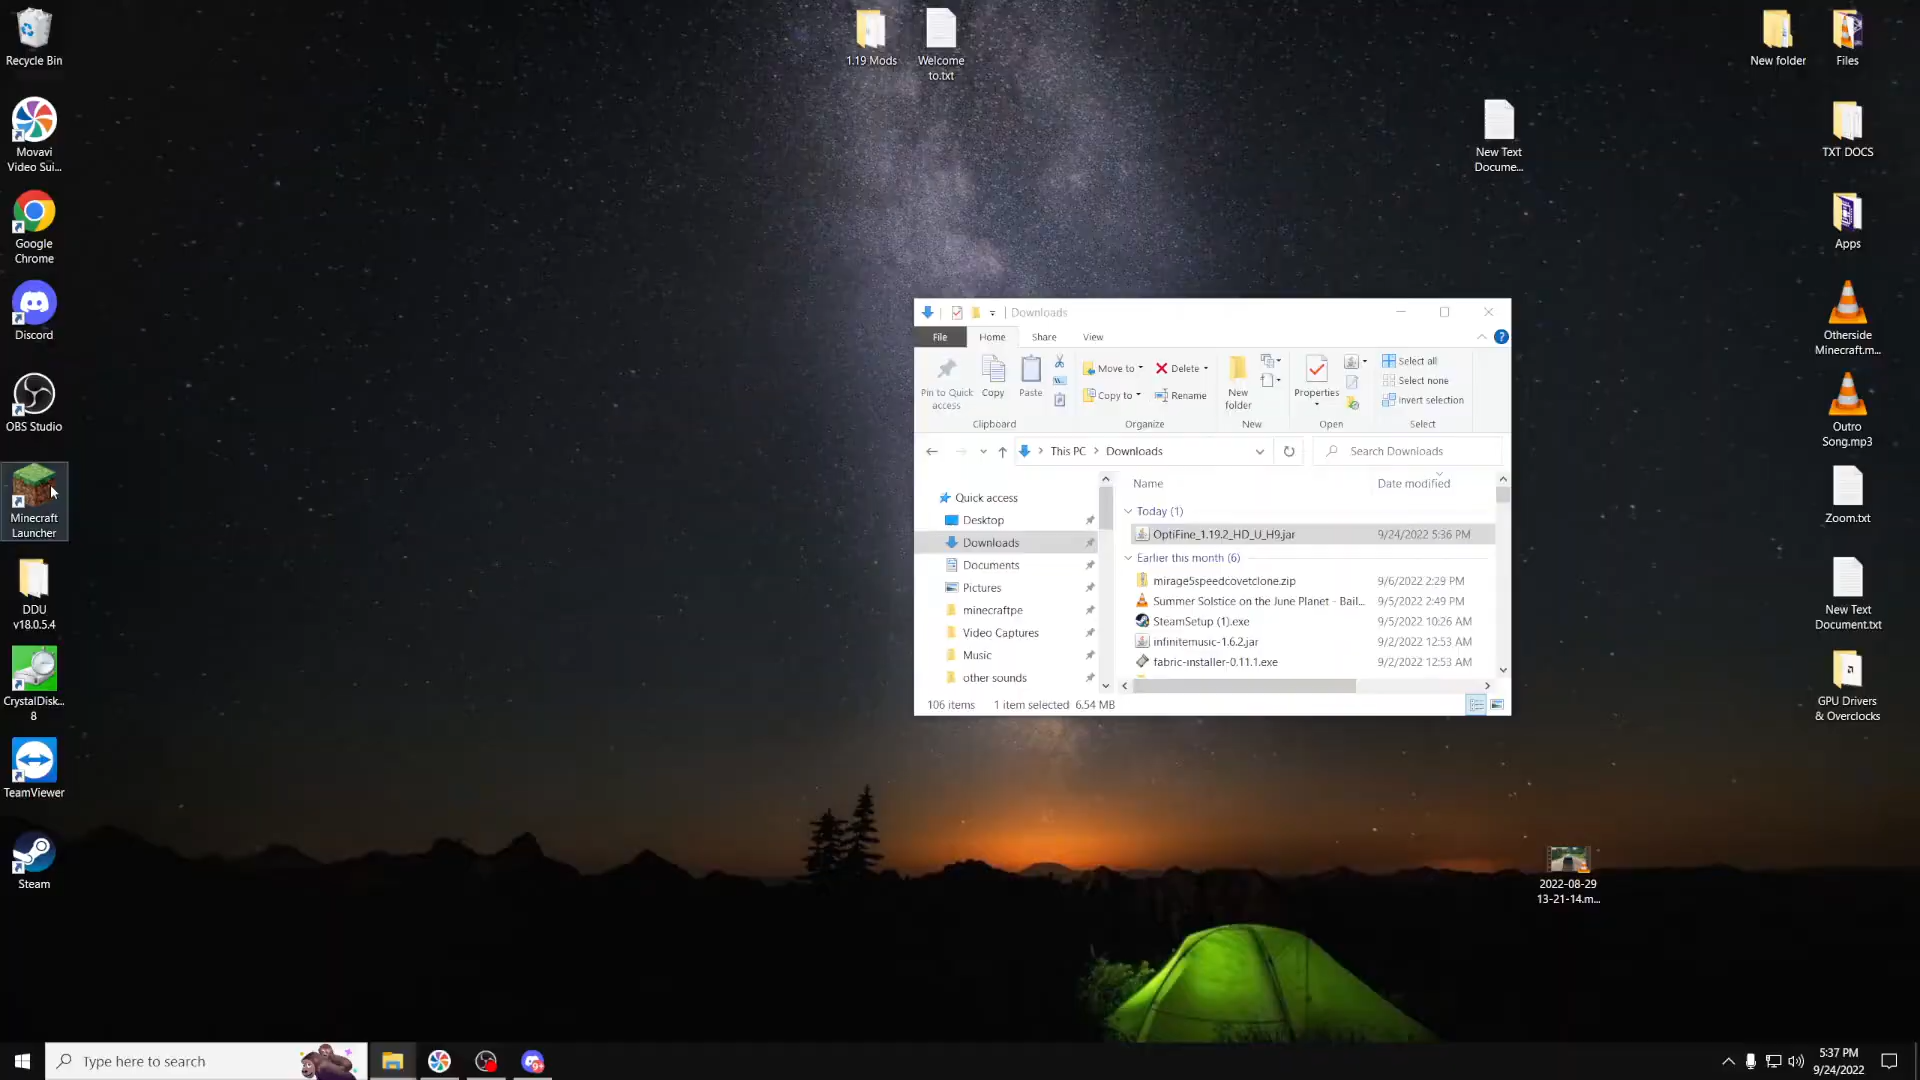 Recycle Bin
Movavi
Video Sui...
Google
Chrome
Discord
OBS Studio
Minecraft
Launcher
DDU
v18.0.5.4
CrystalDisk...
8
TeamViewer
Steam
1.19 Mods
Welcome
to.txt
New Text
Docume...
New folder
Files
TXT DOCS
Apps
Otherside
Minecraft.m...
Outro
Song.mp3
Zoom.txt
New Text
Document.txt
GPU Drivers
& Overclocks
2022-08-29
13-21-14.m...
Downloads
File Home Share View
Pin to Quick
access
Copy
Paste
Move to
Copy to
Delete
Rename
New
folder
Properties
Select all
Select none
Invert selection
Clipboard Organize New Open Select
This PC > Downloads
Search Downloads
Quick access
Desktop
Downloads
Documents
Pictures
minecraftpe
Video Captures
Music
other sounds
Name Date modified
Today (1)
OptiFine_1.19.2_HD_U_H9.jar 9/24/2022 5:36 PM
Earlier this month (6)
mirage5speedcovetclone.zip 9/6/2022 2:29 PM
Summer Solstice on the June Planet - Bail... 9/5/2022 2:49 PM
SteamSetup (1).exe 9/5/2022 10:26 AM
infinitemusic-1.6.2.jar 9/2/2022 12:53 AM
fabric-installer-0.11.1.exe 9/2/2022 12:53 AM
106 items 1 item selected 6.54 MB
Type here to search
9+
5:37 PM
9/24/2022